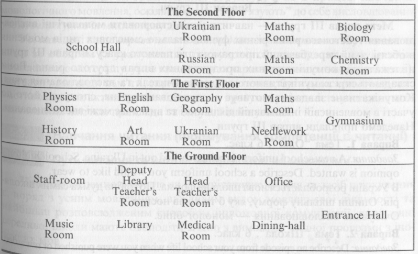 The Second Floor
Ukrainian Maths Biology
Room Room Room
School Hall
Russian Maths Chemistry
Room Room Room
The First Floor
Physics English Geography Maths
Room Room Room Room
Gymnasium
History Art Ukranian Needlework
Room Room Room Room
The Ground Floor
Deputy
Staff-room Head Head Office
Teacher's Teacher's
Room Room
Entrance Hall
Music Library Medical Dining-hall
Room Room